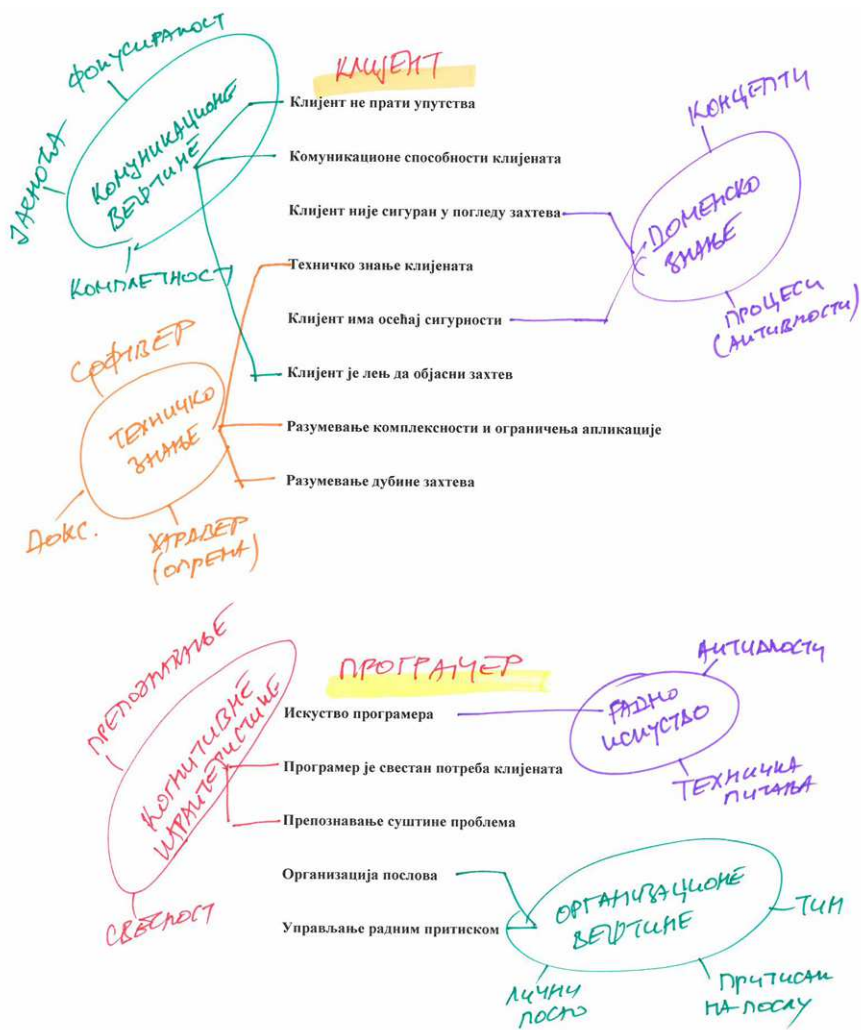 КЛИЈЕНТ
ФОКУСИРАНОСТ
ЈАСНОЋА
КОМУНИКАЦИОНЕ
ВЕШТИНЕ
КОМПЛЕТНОСТ
Клијент не прати упутства
Комуникационе способности клијената
Клијент није сигуран у погледу захтева
Техничко знање клијената
Клијент има осећај сигурности
Клијент је лењ да објасни захтев
Разумевање комплексности и ограничења апликације
Разумевање дубине захтева
КОНЦЕПТИ
ДОМЕНСКО
ЗНАЊЕ
ПРОЦЕСИ
(АКТИВНОСТИ)
СОФТВЕР
ТЕХНИЧКО
ЗНАЊЕ
ДОКС.
ХАРДВЕР
(ОПРЕМА)
ПРОГРАМЕР
ПРЕПОЗНАВАЊЕ
КОГНИТИВНЕ
КАРАКТЕРИСТИКЕ
СВЕСНОСТ
Искуство програмера
Програмер је свестан потреба клијената
Препознавање суштине проблема
Организација послова
Управљање радним притиском
АКТИВНОСТИ
РАДНО
ИСКУСТВО
ТЕХНИЧКА
ПИТАЊА
ОРГАНИЗАЦИОНЕ
ВЕШТИНЕ
ТИМ
ЛИЧНИ
ПОСАО
ПРИТИСАК
НА ПОСЛУ